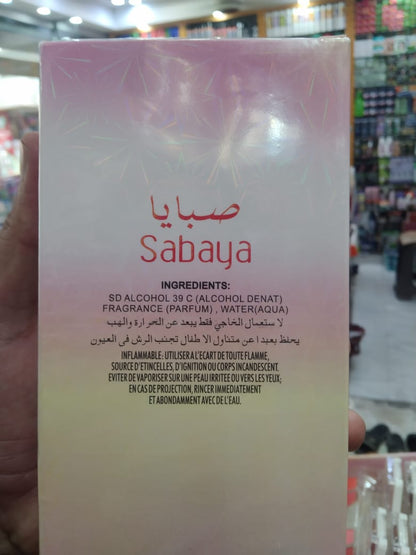 صبايا
Sabaya
INGREDIENTS:
SD ALCOHOL 39 C (ALCOHOL DENAT)
FRAGRANCE (PARFUM) , WATER(AQUA)
لا ستعمال الخاجي فقط يبعد عن الحرارة والهب
يحنظ بعيدا عن متناول الا طفال تجنب الرش فى العيون
INFLAMMABLE: UTILISER A L'ECART DE TOUTE FLAMME,
SOURCE D'ETINCELLES, D'IGNITION OU CORPS INCANDESCENT.
EVITER DE VAPORISER SUR UNE PEAU IRRITEE OU VERS LES YEUX;
EN CAS DE PROJECTION, RINCER IMMEDIATEMENT
ET ABONDAMMENT AVEC DE L'EAU.